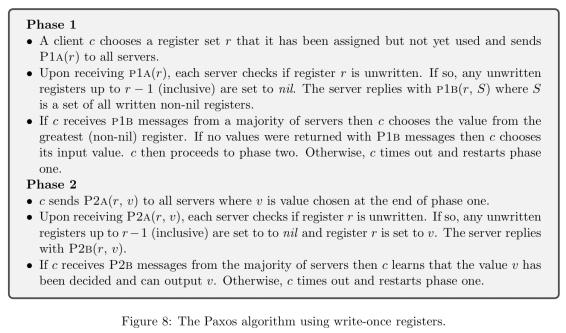 Phase 1
• A client c chooses a register set r that it has been assigned but not yet used and sends
P1A(r) to all servers.
• Upon receiving P1A(r), each server checks if register r is unwritten. If so, any unwritten
registers up to r − 1 (inclusive) are set to nil. The server replies with P1B(r, S) where S
is a set of all written non-nil registers.
• If c receives P1B messages from a majority of servers then c chooses the value from the
greatest (non-nil) register. If no values were returned with P1B messages then c chooses
its input value. c then proceeds to phase two. Otherwise, c times out and restarts phase
one.
Phase 2
• c sends P2A(r, v) to all servers where v is value chosen at the end of phase one.
• Upon receiving P2A(r, v), each server checks if register r is unwritten. If so, any unwritten
registers up to r−1 (inclusive) are set to to nil and register r is set to v. The server replies
with P2B(r, v).
• If c receives P2B messages from the majority of servers then c learns that the value v has
been decided and can output v. Otherwise, c times out and restarts phase one.
Figure 8: The Paxos algorithm using write-once registers.